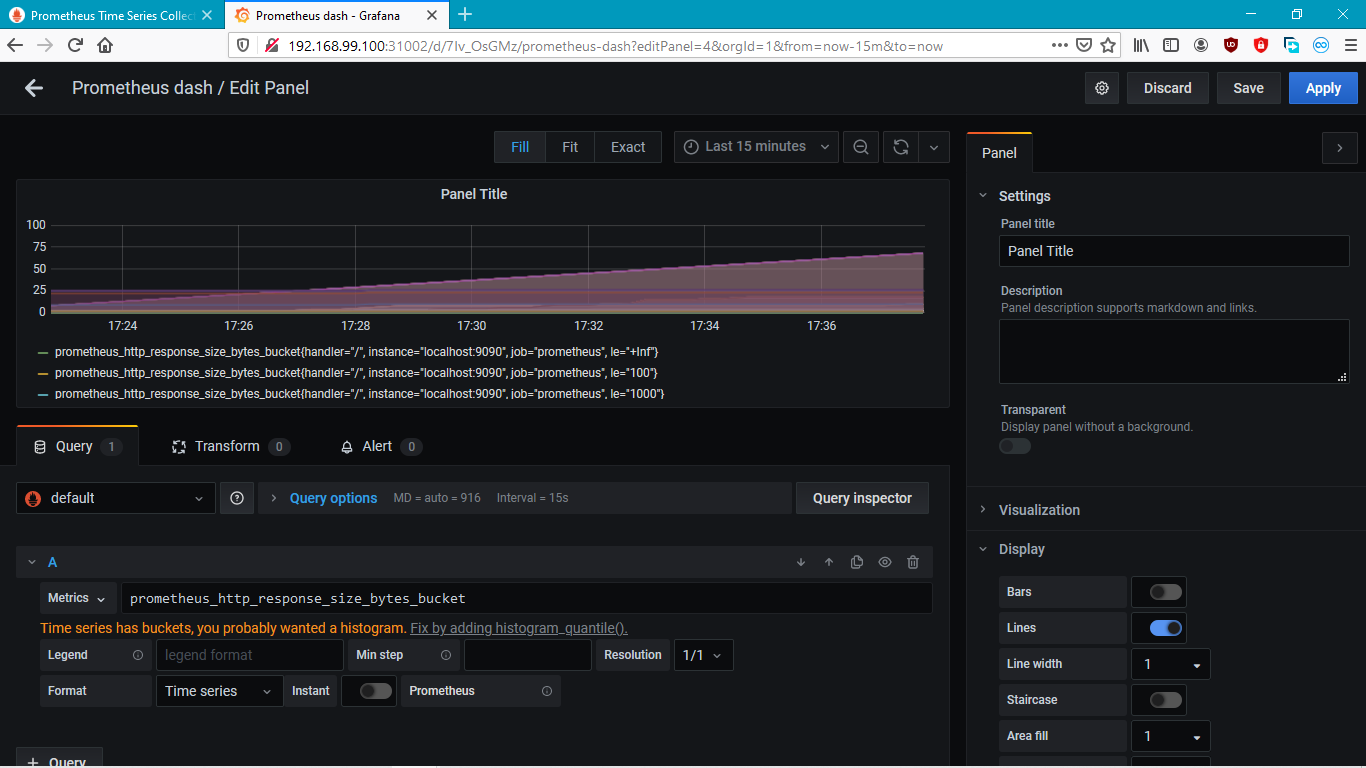 Prometheus Time Series Collec
Prometheus dash - Grafana
192.168.99.100:31002/d/7Iv_OsGMz/prometheus-dash?editPanel=4&orgId=1&from=now-15m&to=now
Prometheus dash / Edit Panel
Discard
Save
Apply
Fill
Fit
Exact
Last 15 minutes
Panel Title
100
75
50
25
0
17:24
17:26
17:28
17:30
17:32
17:34
17:36
prometheus_http_response_size_bytes_bucket{handler="/", instance="localhost:9090", job="prometheus", le="+Inf"}
prometheus_http_response_size_bytes_bucket{handler="/", instance="localhost:9090", job="prometheus", le="100"}
prometheus_http_response_size_bytes_bucket{handler="/", instance="localhost:9090", job="prometheus", le="1000"}
Query 1
Transform 0
Alert 0
default
Query options
MD = auto = 916
Interval = 15s
Query inspector
A
Metrics
prometheus_http_response_size_bytes_bucket
Time series has buckets, you probably wanted a histogram. Fix by adding histogram_quantile().
Legend
legend format
Min step
Resolution
1/1
Format
Time series
Instant
Prometheus
+ Query
Panel
Settings
Panel title
Panel Title
Description
Panel description supports markdown and links.
Transparent
Display panel without a background.
Visualization
Display
Bars
Lines
Line width
1
Staircase
Area fill
1